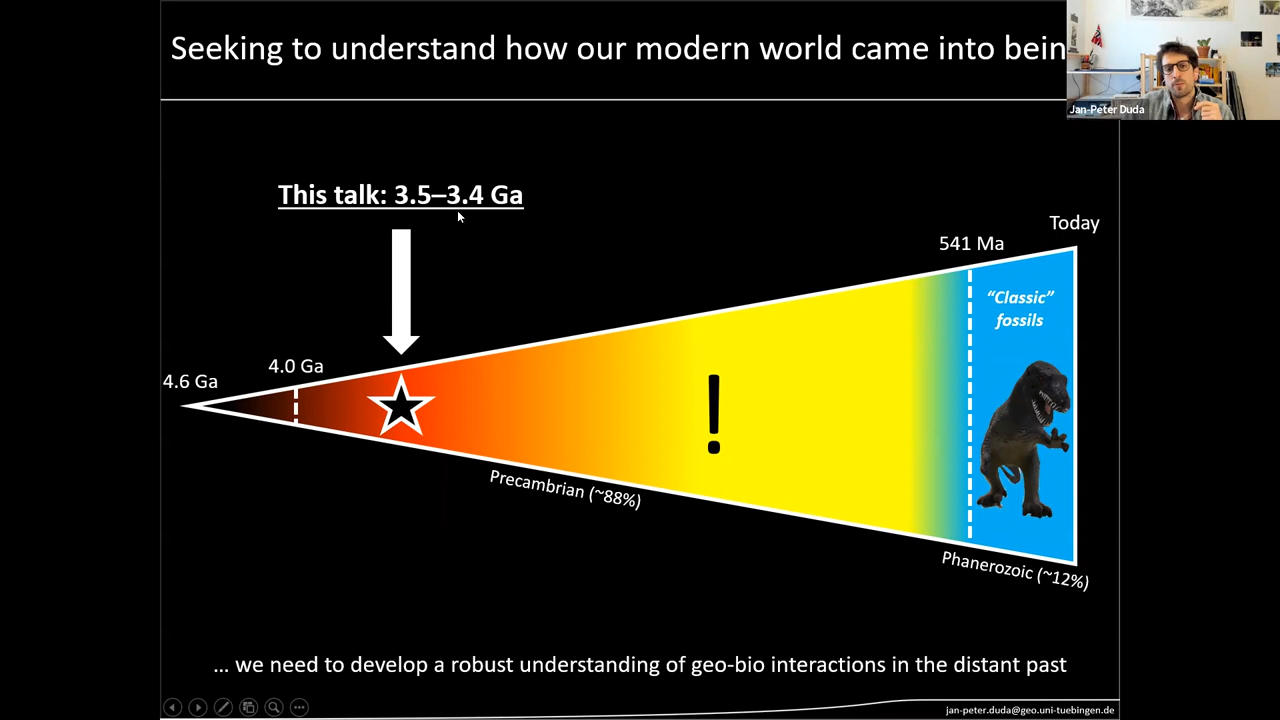 Seeking to understand how our modern world came into bein
Jan-Peter Duda
This talk: 3.5–3.4 Ga
Today
541 Ma
“Classic”
fossils
4.0 Ga
4.6 Ga
!
Precambrian (~88%)
Phanerozoic (~12%)
... we need to develop a robust understanding of geo-bio interactions in the distant past
jan-peter.duda@geo.uni-tuebingen.de